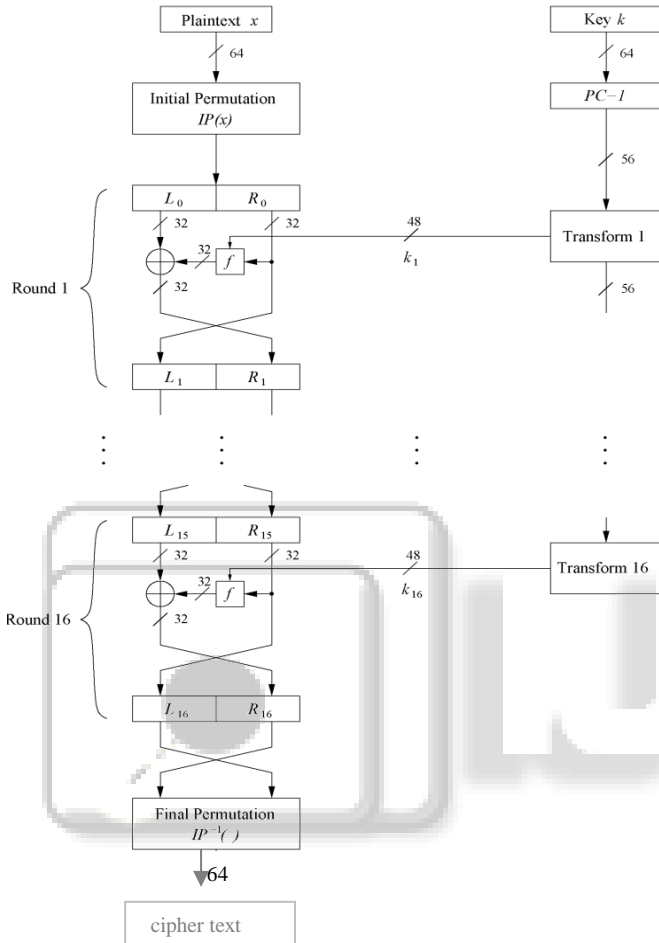 Plaintext x Key k
64 64
Initial Permutation
IP(x)
PC-1
56
L0 R0
32 32 48
Transform 1
32 f
k1
Round 1
32 56
L1 R1
L15 R15
32 32 48
Transform 16
32 f
k16
Round 16
32
L16 R16
Final Permutation
IP⁻¹( )
64
cipher text